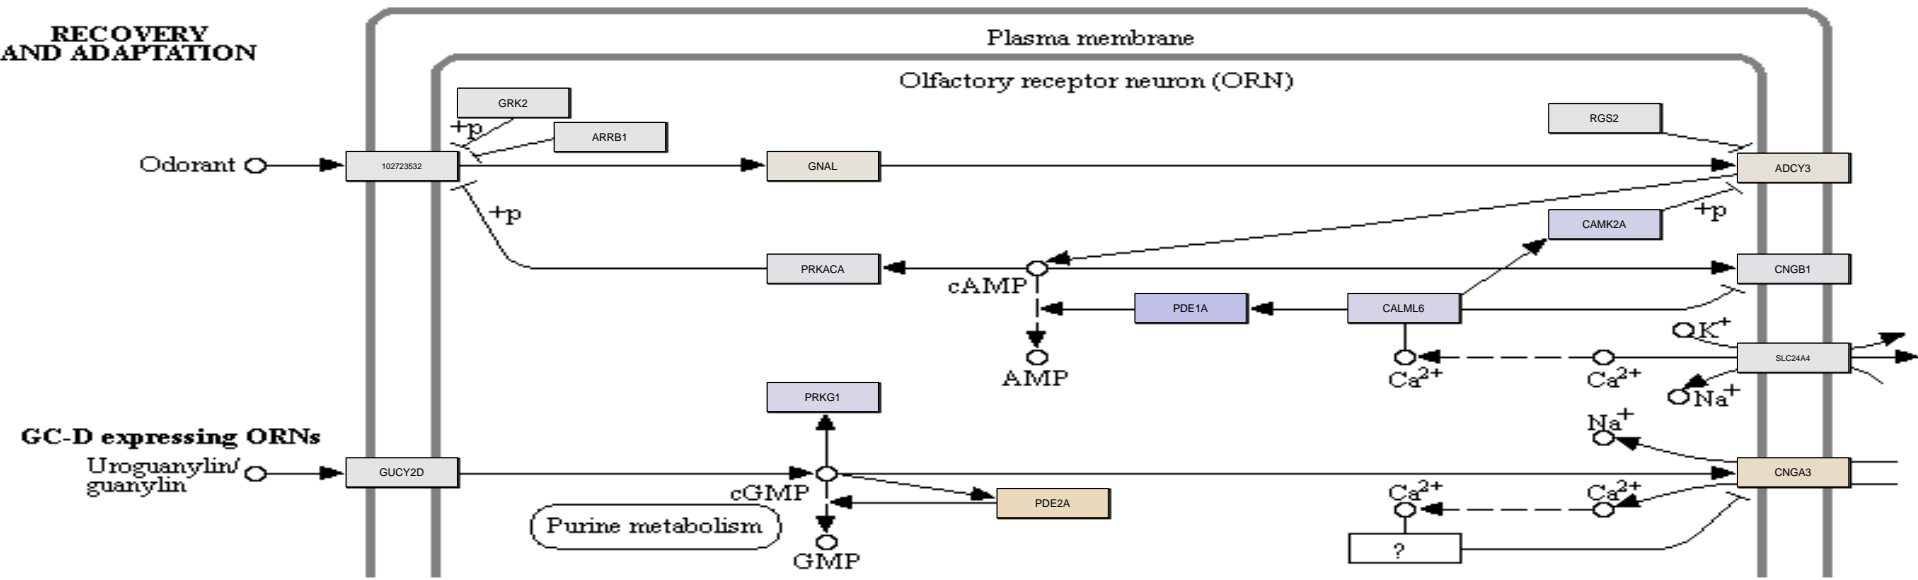 RECOVERY
AND ADAPTATION
Plasma membrane
Olfactory receptor neuron (ORN)
GRK2
+p
ARRB1
RGS2
Odorant
102723532
GNAL
ADCY3
+p
CAMK2A
+p
PRKACA
cAMP
CNGB1
PDE1A
CALML6
K+
AMP
Ca2+
Ca2+
SLC24A4
Na+
PRKG1
GC-D expressing ORNs
Na+
Uroguanylin/
guanylin
GUCY2D
cGMP
CNGA3
PDE2A
Ca2+
Ca2+
Purine metabolism
GMP
?